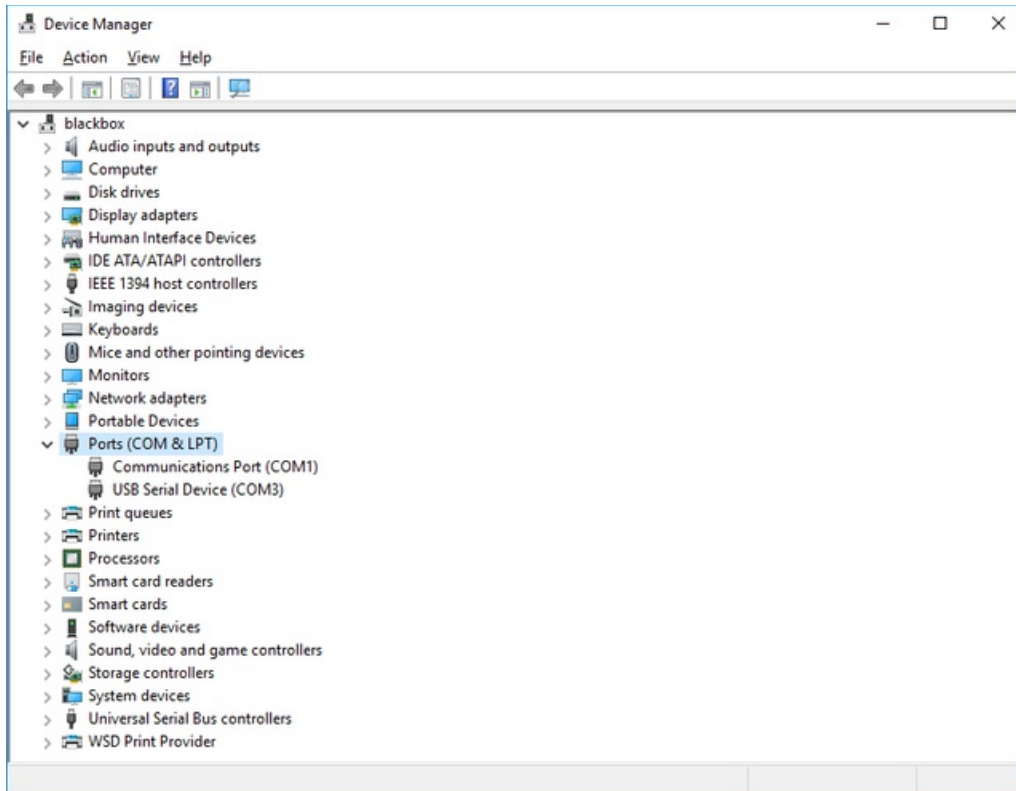 Device Manager
File Action View Help
blackbox
Audio inputs and outputs
Computer
Disk drives
Display adapters
Human Interface Devices
IDE ATA/ATAPI controllers
IEEE 1394 host controllers
Imaging devices
Keyboards
Mice and other pointing devices
Monitors
Network adapters
Portable Devices
Ports (COM & LPT)
Communications Port (COM1)
USB Serial Device (COM3)
Print queues
Printers
Processors
Smart card readers
Smart cards
Software devices
Sound, video and game controllers
Storage controllers
System devices
Universal Serial Bus controllers
WSD Print Provider